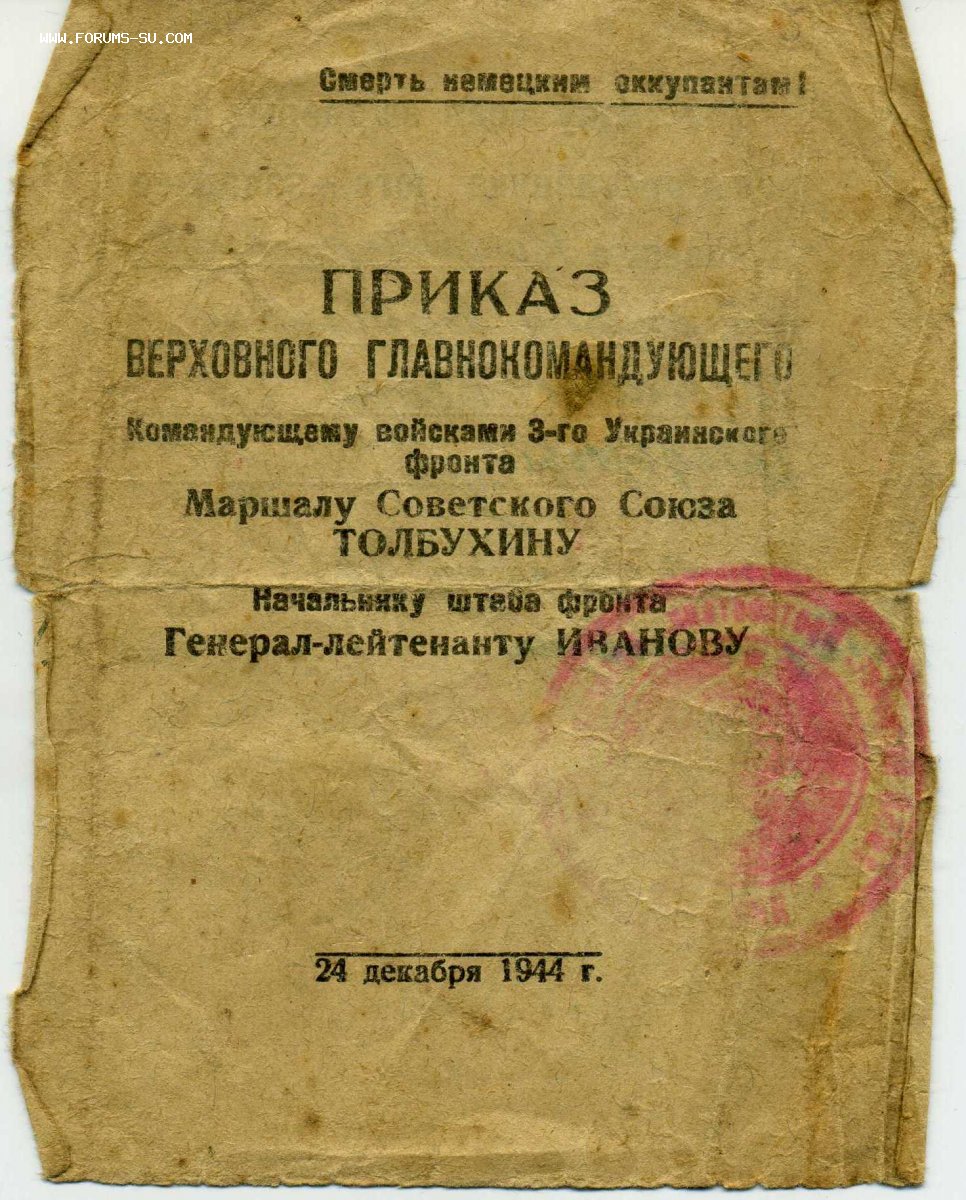 WWW.FORUMS-SU.COM
Смерть немецким оккупантам!
ПРИКАЗ
ВЕРХОВНОГО ГЛАВНОКОМАНДУЮЩЕГО
Командующему войсками 3-го Украинского
фронта
Маршалу Советского Союза
ТОЛБУХИНУ
Начальнику штаба фронта
Генерал-лейтенанту ИВАНОВУ
24 декабря 1944 г.